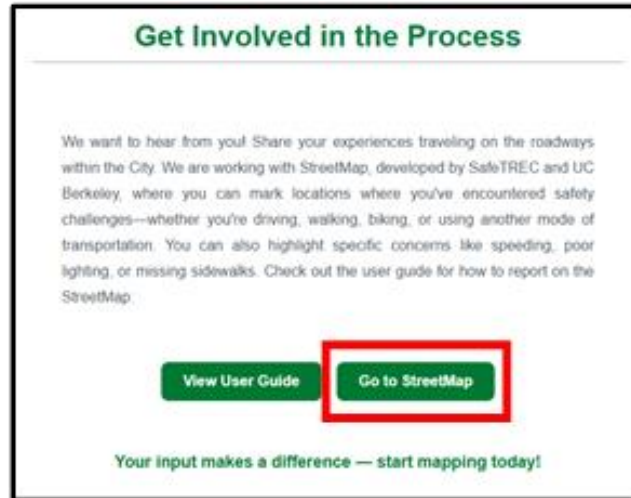 Get Involved in the Process
We want to hear from you! Share your experiences traveling on the roadways
within the City. We are working with StreetMap, developed by SafeTREC and UC
Berkeley, where you can mark locations where you've encountered safety
challenges—whether you're driving, walking, biking, or using another mode of
transportation. You can also highlight specific concerns like speeding, poor
lighting, or missing sidewalks. Check out the user guide for how to report on the
StreetMap.
View User Guide Go to StreetMap
Your input makes a difference — start mapping today!